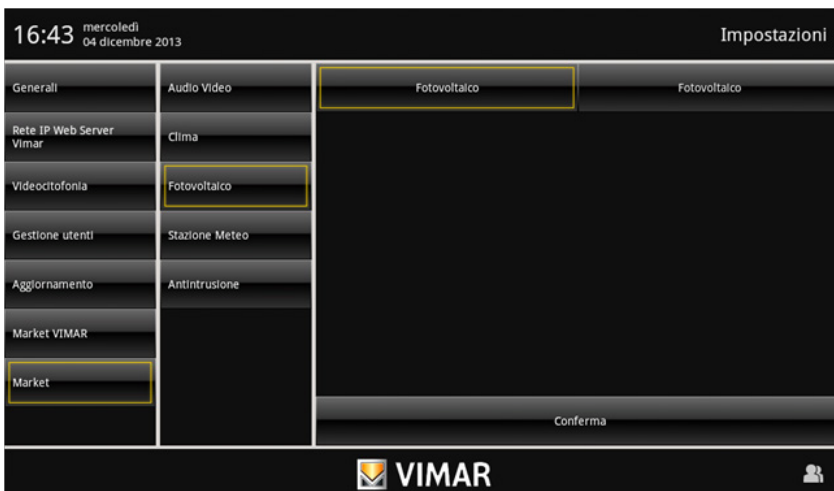 16:43 mercoledì
04 dicembre 2013
Impostazioni
Generali
Rete IP Web Server
Vimar
Videocitofonia
Gestione utenti
Aggiornamento
Market VIMAR
Market
Audio Video
Clima
Fotovoltaico
Stazione Meteo
Antintrusione
Fotovoltaico
Fotovoltaico
Conferma
VIMAR